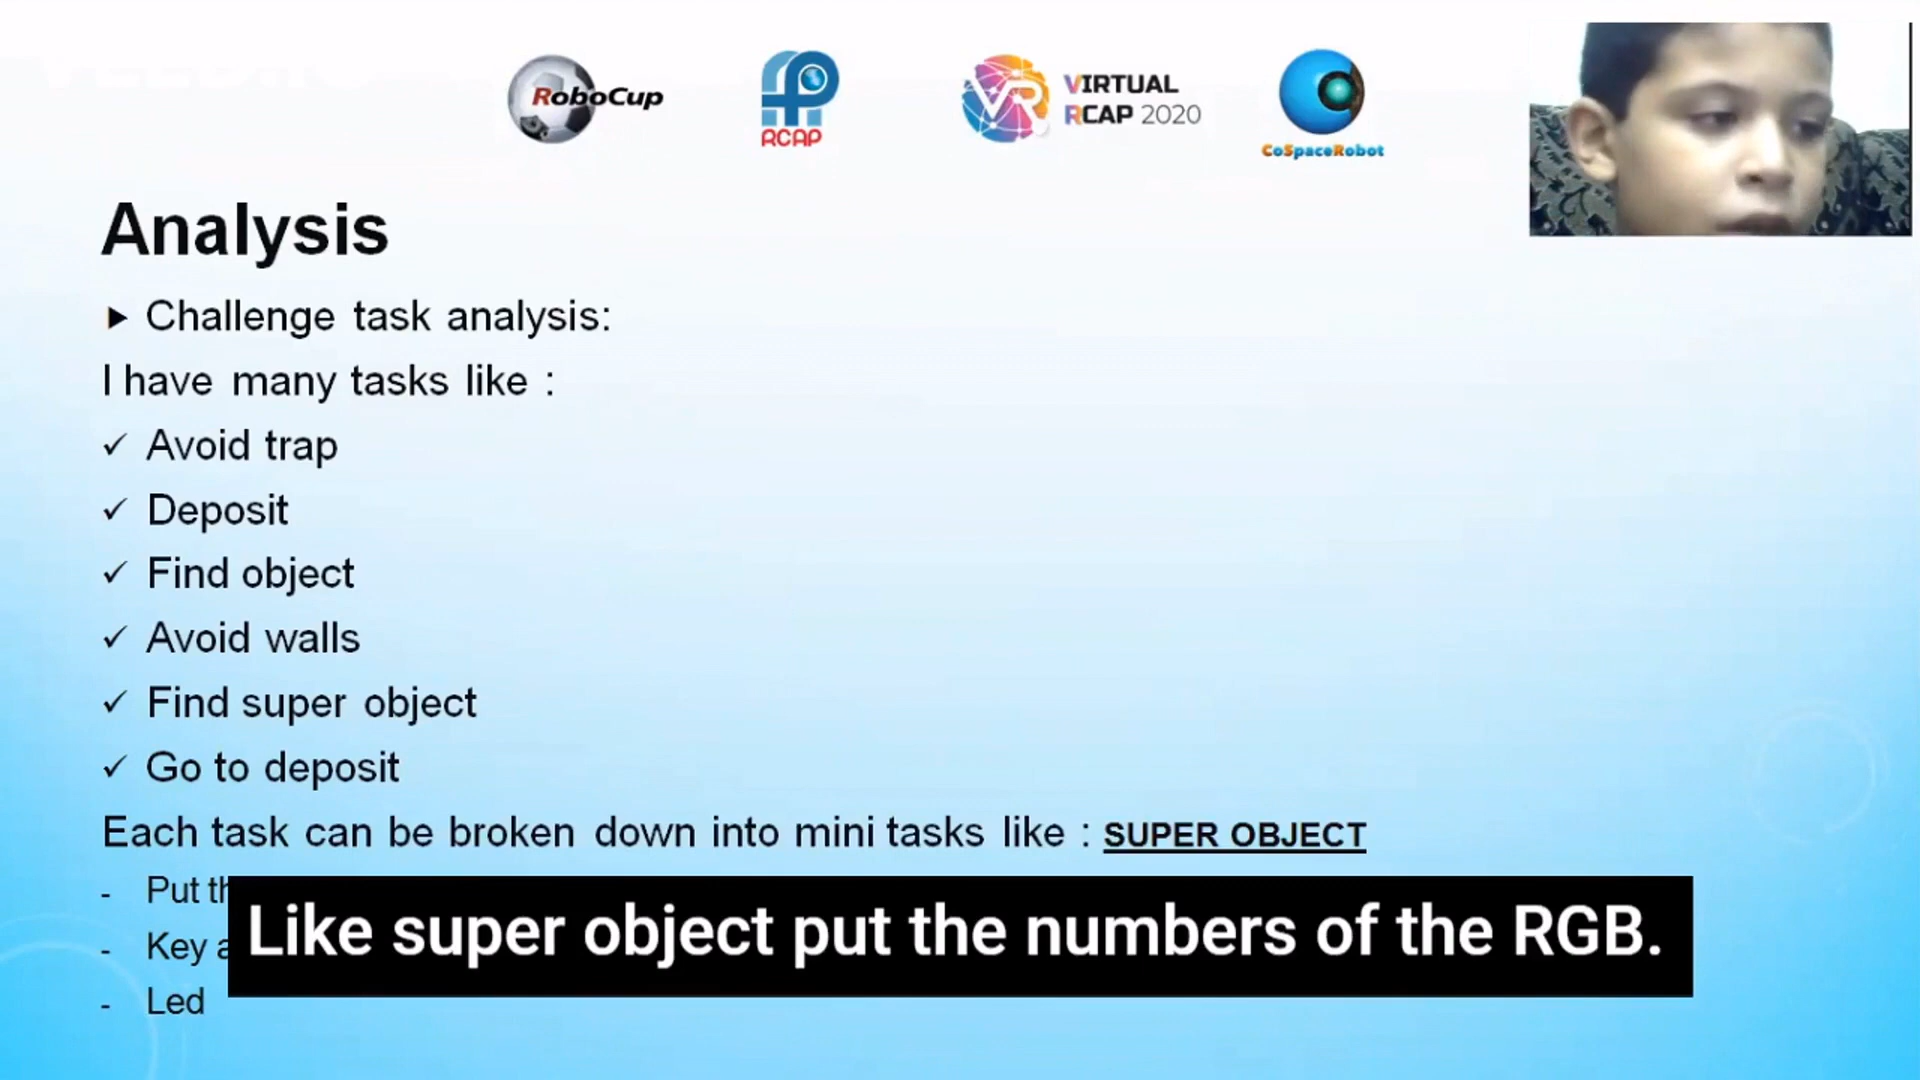 RoboCup
RCAP
VIRTUAL
RCAP 2020
CoSpaceRobot
Analysis
Challenge task analysis:
I have many tasks like :
✓ Avoid trap
✓ Deposit
✓ Find object
✓ Avoid walls
✓ Find super object
✓ Go to deposit
Each task can be broken down into mini tasks like : SUPER OBJECT
- Put
- Key
- Led
Like super object put the numbers of the RGB.